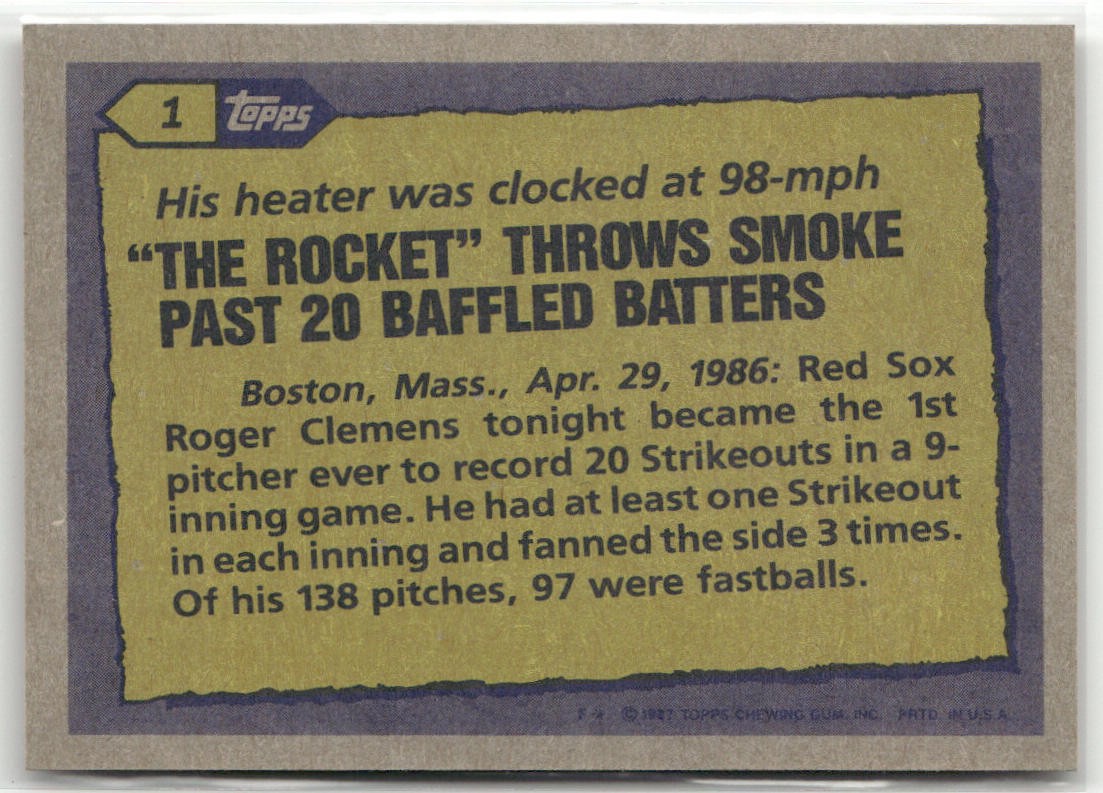 1 topps
His heater was clocked at 98-mph
“THE ROCKET” THROWS SMOKE
PAST 20 BAFFLED BATTERS
Boston, Mass., Apr. 29, 1986: Red Sox
Roger Clemens tonight became the 1st
pitcher ever to record 20 Strikeouts in a 9-
inning game. He had at least one Strikeout
in each inning and fanned the side 3 times.
Of his 138 pitches, 97 were fastballs.
© 1987 TOPPS CHEWING GUM, INC. PRTD. IN U.S.A.